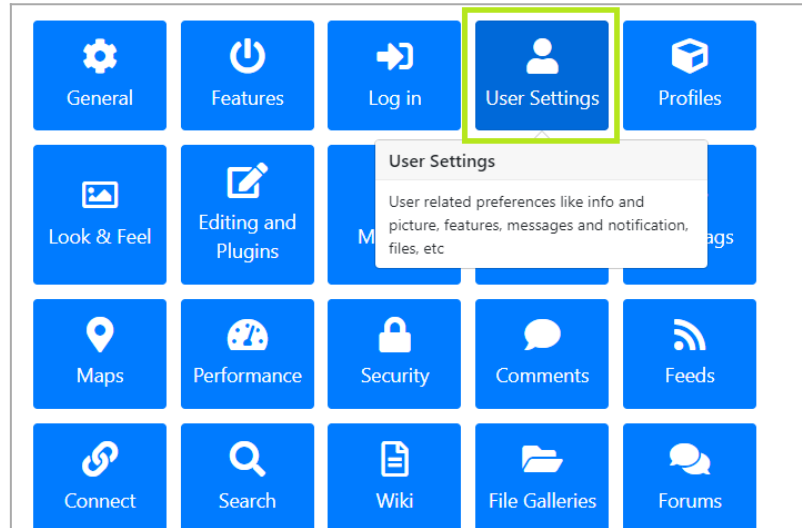 General
Features
Log in
User Settings
Profiles
User Settings
User related preferences like info and
picture, features, messages and notification,
files, etc
Look & Feel
Editing and
Plugins
M
ags
Maps
Performance
Security
Comments
Feeds
Connect
Search
Wiki
File Galleries
Forums